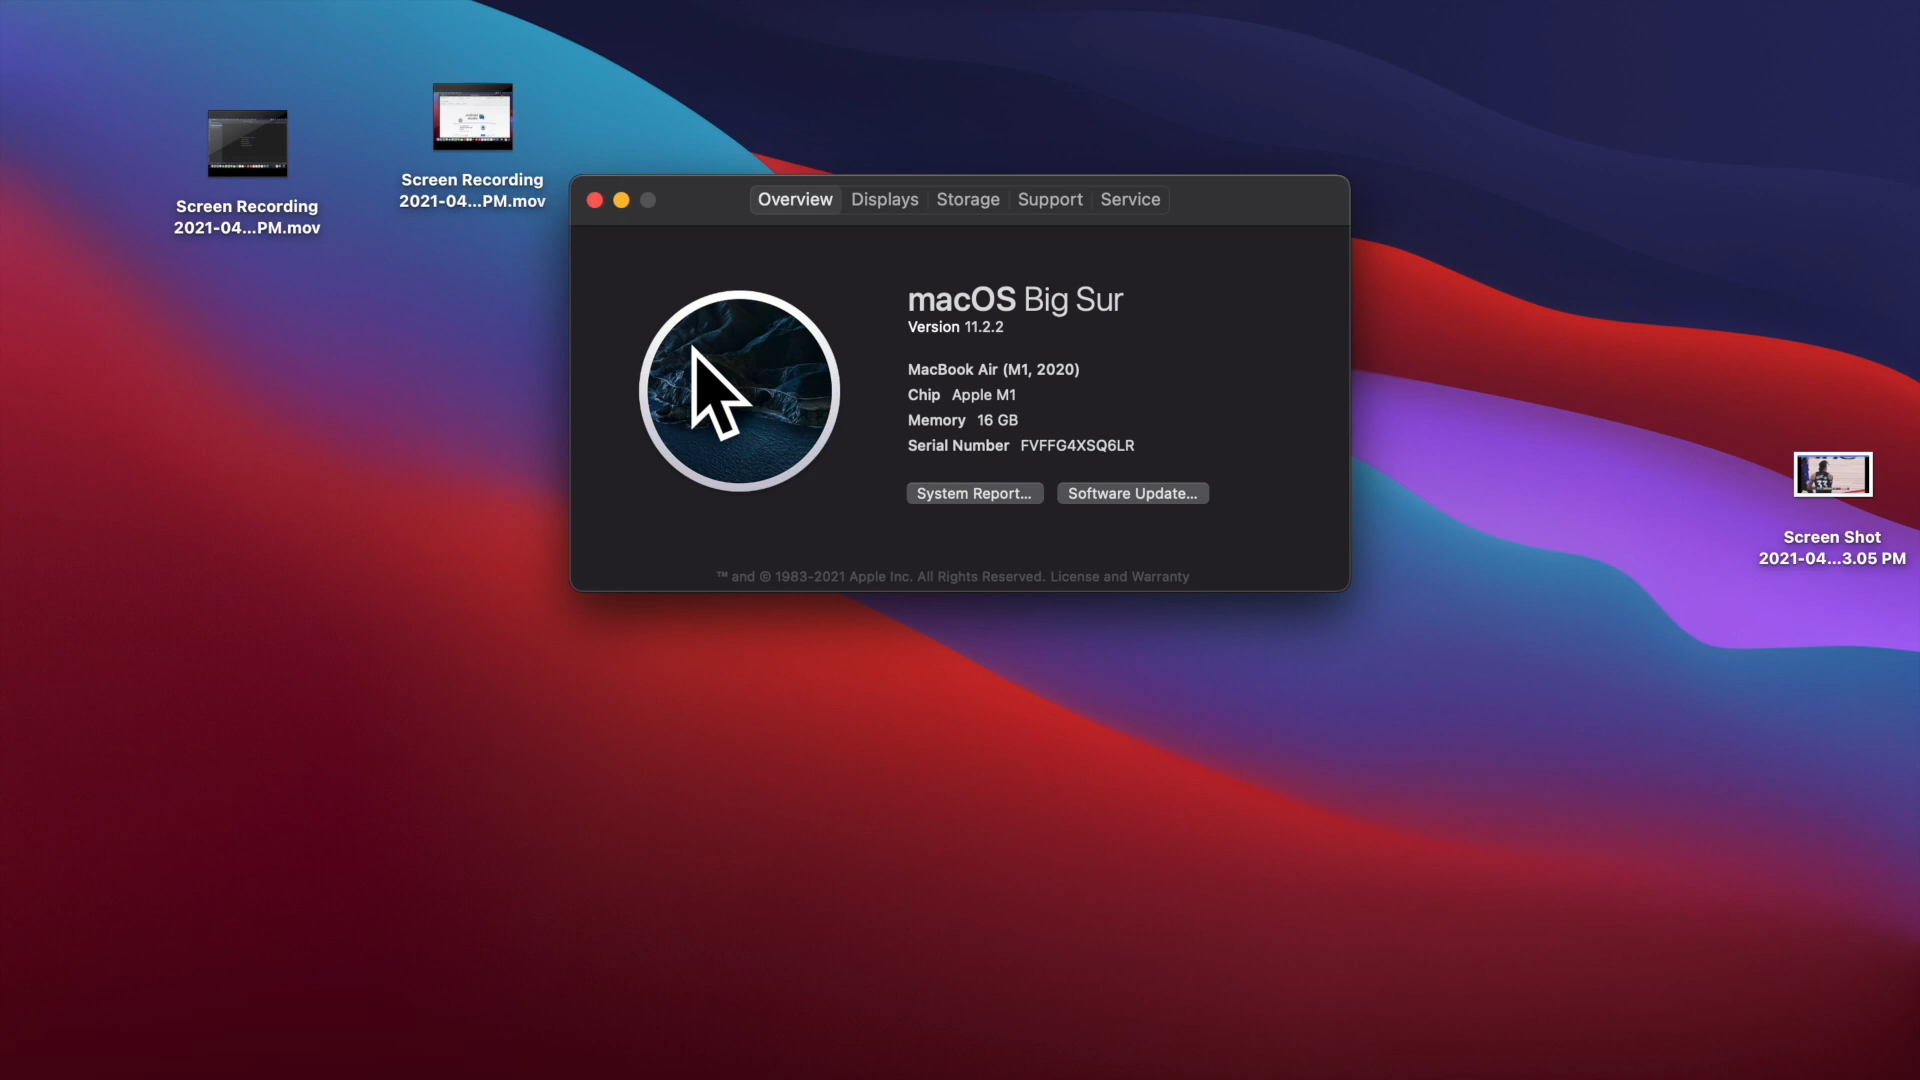 Screen Recording
2021-04...PM.mov
Screen Recording
2021-04...PM.mov
Overview
Displays
Storage
Support
Service
macOS Big Sur
Version 11.2.2
MacBook Air (M1, 2020)
Chip Apple M1
Memory 16 GB
Serial Number FVFFG4XSQ6LR
System Report...
Software Update...
™ and © 1983-2021 Apple Inc. All Rights Reserved. License and Warranty
33
Screen Shot
2021-04...3.05 PM